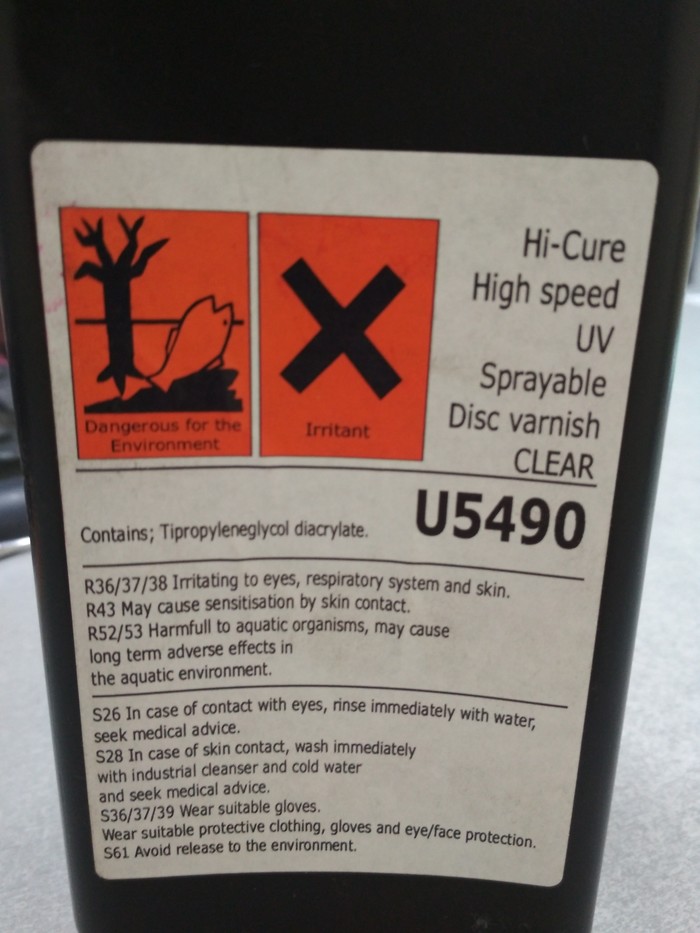 Dangerous for the
Environment
Irritant
Hi-Cure
High speed
UV
Sprayable
Disc varnish
CLEAR
U5490
Contains; Tipropyleneglycol diacrylate.
R36/37/38 Irritating to eyes, respiratory system and skin.
R43 May cause sensitisation by skin contact.
R52/53 Harmfull to aquatic organisms, may cause
long term adverse effects in
the aquatic environment.
S26 In case of contact with eyes, rinse immediately with water,
seek medical advice.
S28 In case of skin contact, wash immediately
with industrial cleanser and cold water
and seek medical advice.
S36/37/39 Wear suitable gloves.
Wear suitable protective clothing, gloves and eye/face protection.
S61 Avoid release to the environment.